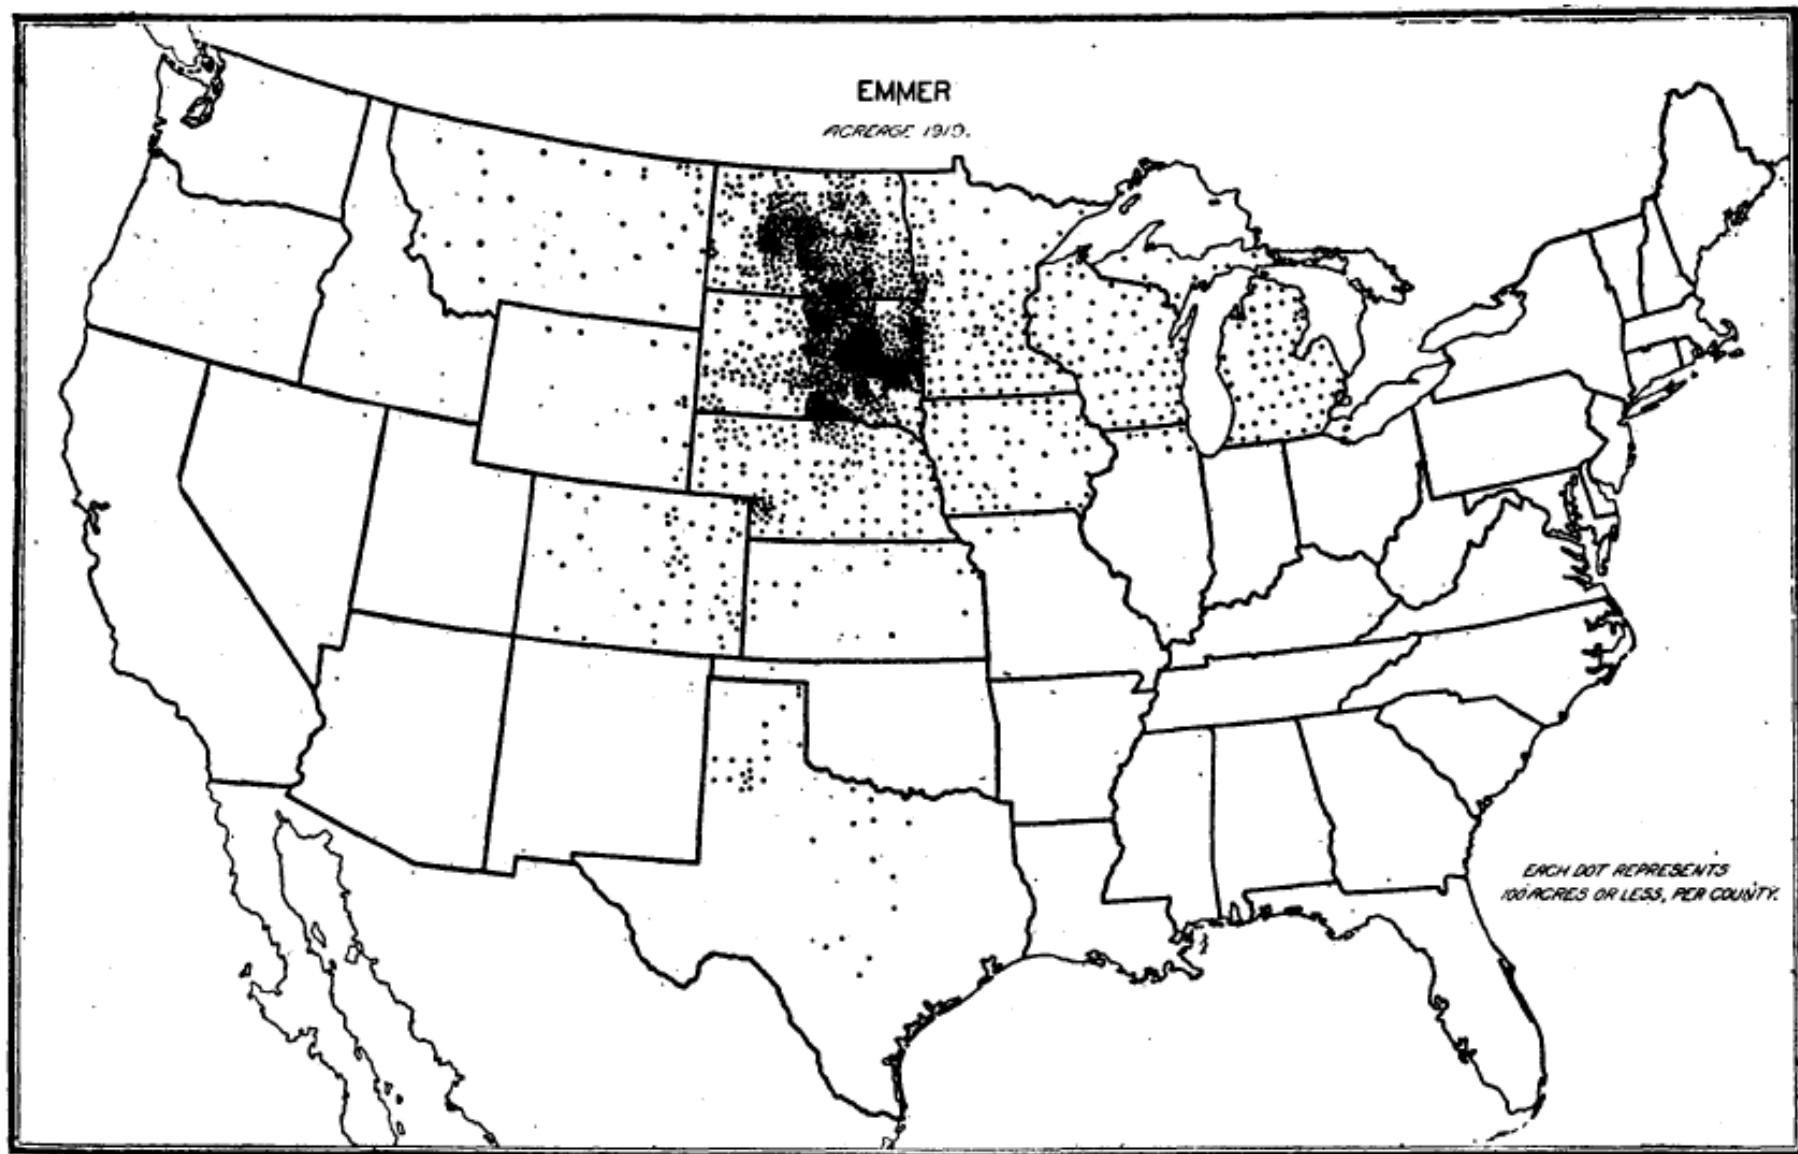 EMMER
ACREAGE 1919.
EACH DOT REPRESENTS
100 ACRES OR LESS, PER COUNTY.